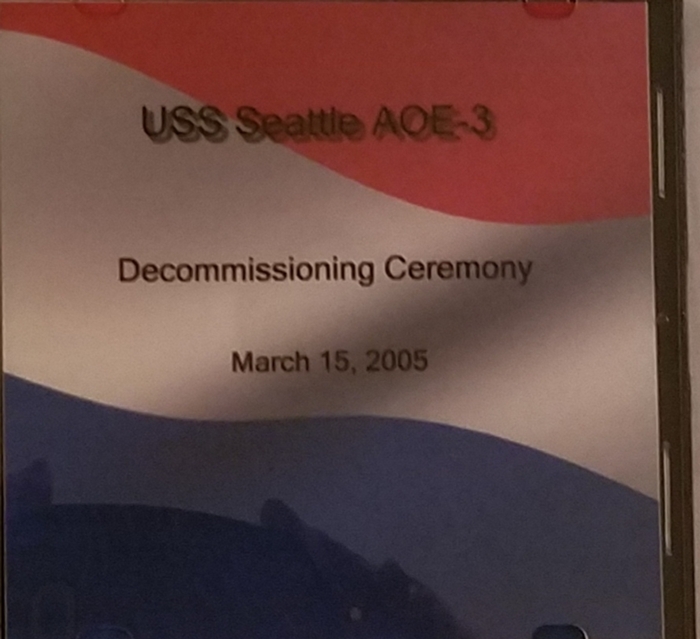 USS Seattle AOE-3
Decommissioning Ceremony
March 15, 2005